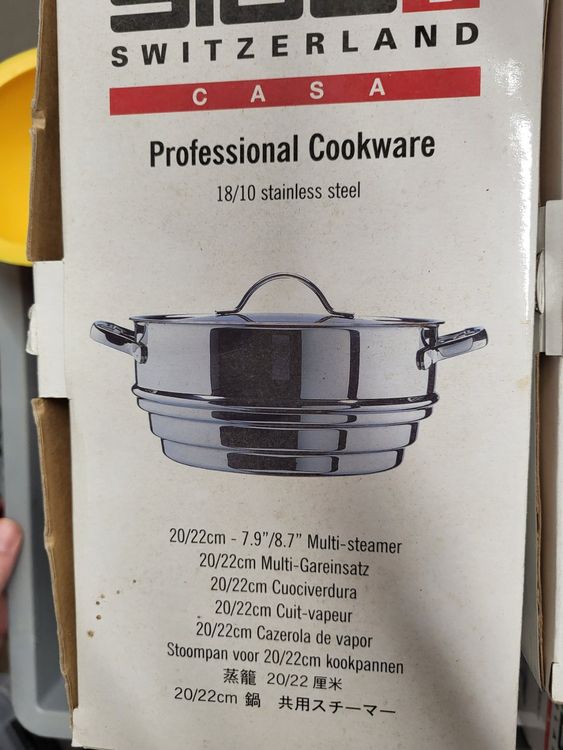 SWITZERLAND
CASA
Professional Cookware
18/10 stainless steel
20/22cm - 7.9”/8.7” Multi-steamer
20/22cm Multi-Gareinsatz
20/22cm Cuociverdura
20/22cm Cuit-vapeur
20/22cm Cazerola de vapor
Stoompan voor 20/22cm kookpannen
蒸籠 20/22 厘米
20/22cm 鍋 共用スチーマー